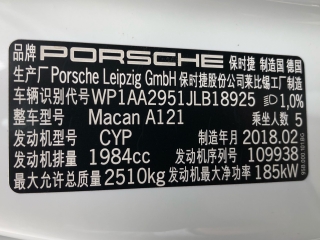 品牌 PORSCHE 保时捷 制造国 德国
生产厂 Porsche Leipzig GmbH 保时捷股份公司莱比锡工厂制造
车辆识别代号 WP1AA2951JLB18925 1,0%
整车型号 Macan A121 乘坐人数 5
发动机型号 CYP 制造年月 2018.02
发动机排量 1984cc 发动机序列号 109938
最大允许总质量 2510kg 发动机最大净功率 185kW